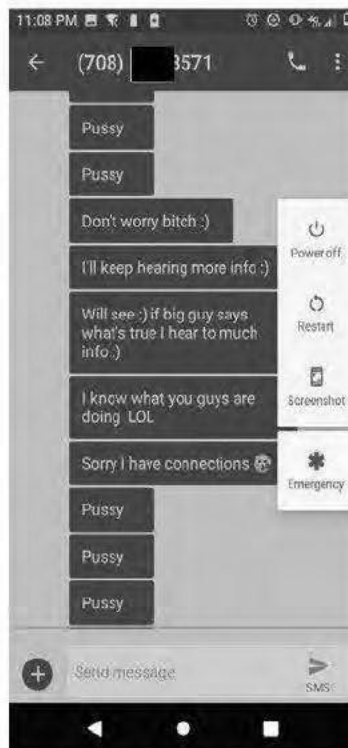 11:08 PM
(708) 3571
Pussy
Pussy
Don't worry bitch :)
I'll keep hearing more info :)
Will see :) if big guy says
what's true I hear to much
info :)
I know what you guys are
doing LOL
Sorry I have connections
Pussy
Pussy
Pussy
Power off
Restart
Screenshot
Emergency
Send message
SMS